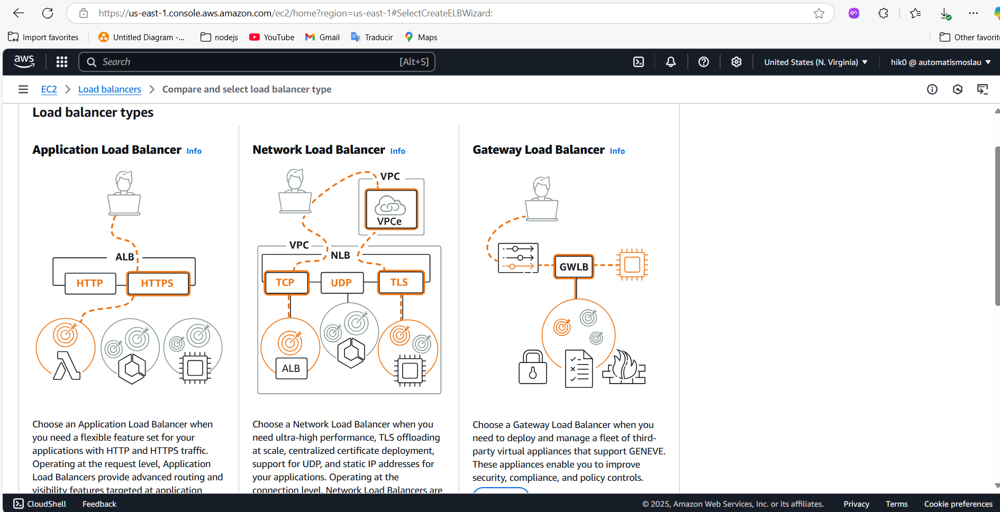 https://us-east-1.console.aws.amazon.com/ec2/home?region=us-east-1#SelectCreateELBWizard:
Import favorites
Untitled Diagram -...
nodejs
YouTube
Gmail
Traducir
Maps
Other favorit
aws
Search
[Alt+S]
United States (N. Virginia)
hik0 @ automatismoslau
EC2
Load balancers
Compare and select load balancer type
Load balancer types
Application Load Balancer Info
ALB
HTTP
HTTPS
Choose an Application Load Balancer when
you need a flexible feature set for your
applications with HTTP and HTTPS traffic.
Operating at the request level, Application
Load Balancers provide advanced routing and
visibility features targeted at application
Network Load Balancer Info
VPC
VPCe
VPC
NLB
TCP
UDP
TLS
ALB
Choose a Network Load Balancer when you
need ultra-high performance, TLS offloading
at scale, centralized certificate deployment,
support for UDP, and static IP addresses for
your applications. Operating at the
connection level, Network Load Balancers are
Gateway Load Balancer Info
GWLB
Choose a Gateway Load Balancer when you
need to deploy and manage a fleet of third-
party virtual appliances that support GENEVE.
These appliances enable you to improve
security, compliance, and policy controls.
CloudShell
Feedback
© 2025, Amazon Web Services, Inc. or its affiliates.
Privacy
Terms
Cookie preferences